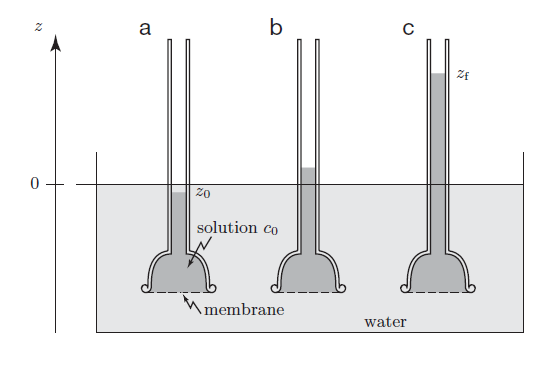 z
a
b
c
z_f
0
z_0
solution c_0
membrane
water